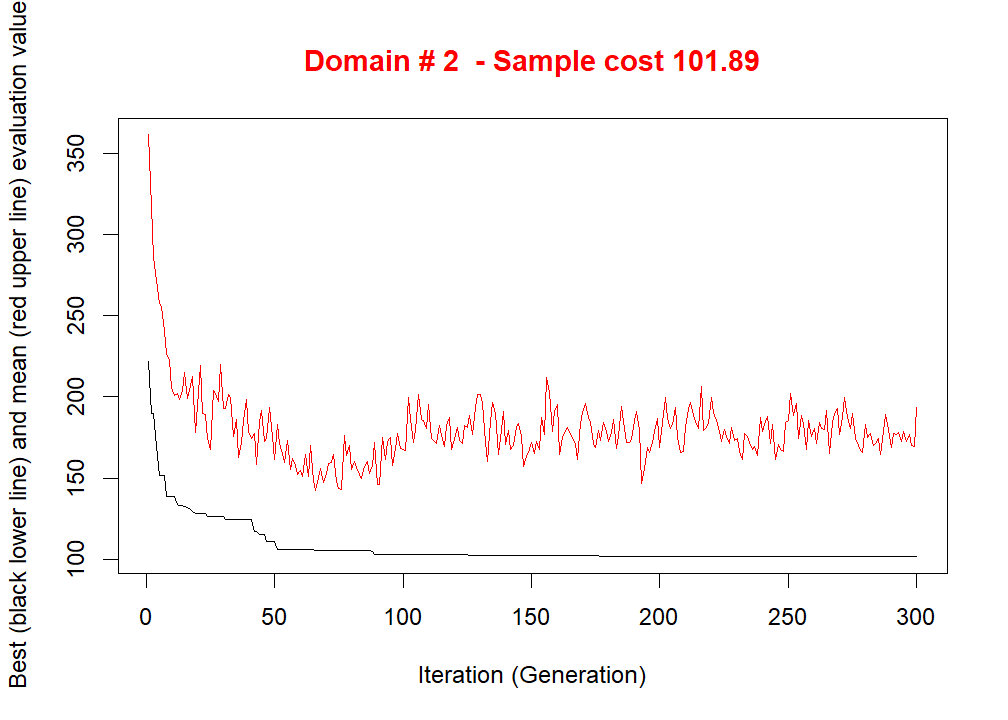 Domain # 2  - Sample cost 101.89
Best (black lower line) and mean (red upper line) evaluation value
350
300
250
200
150
100
0 50 100 150 200 250 300
Iteration (Generation)